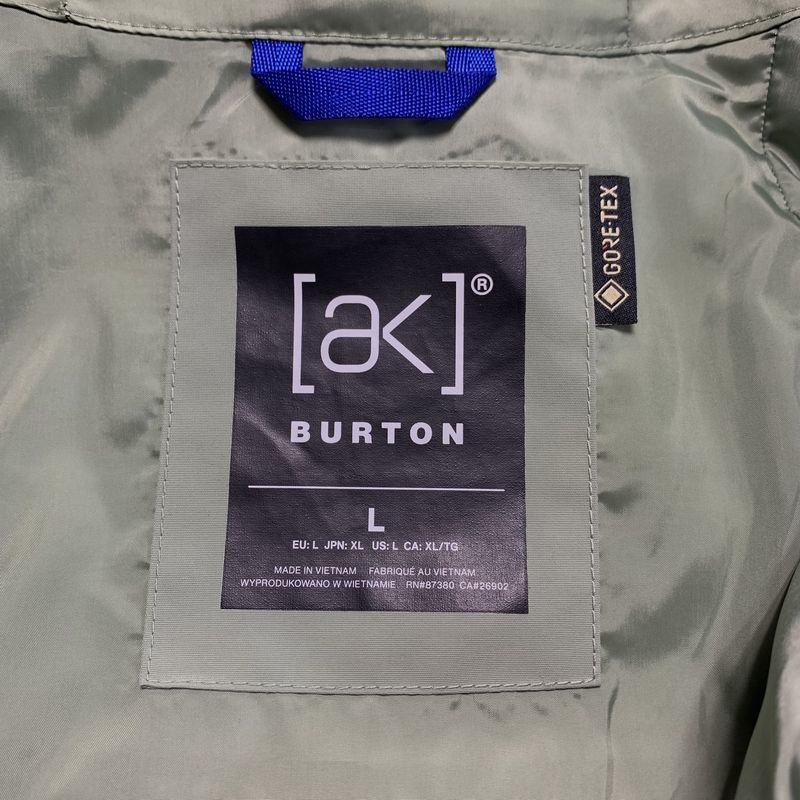 [ak]®
BURTON
L
EU: L JPN: XL US: L CA: XL/TG
MADE IN VIETNAM FABRIQUÉ AU VIETNAM
WYPRODUKOWANO W WIETNAMIE RN#87380 CA#26902
GORE-TEX